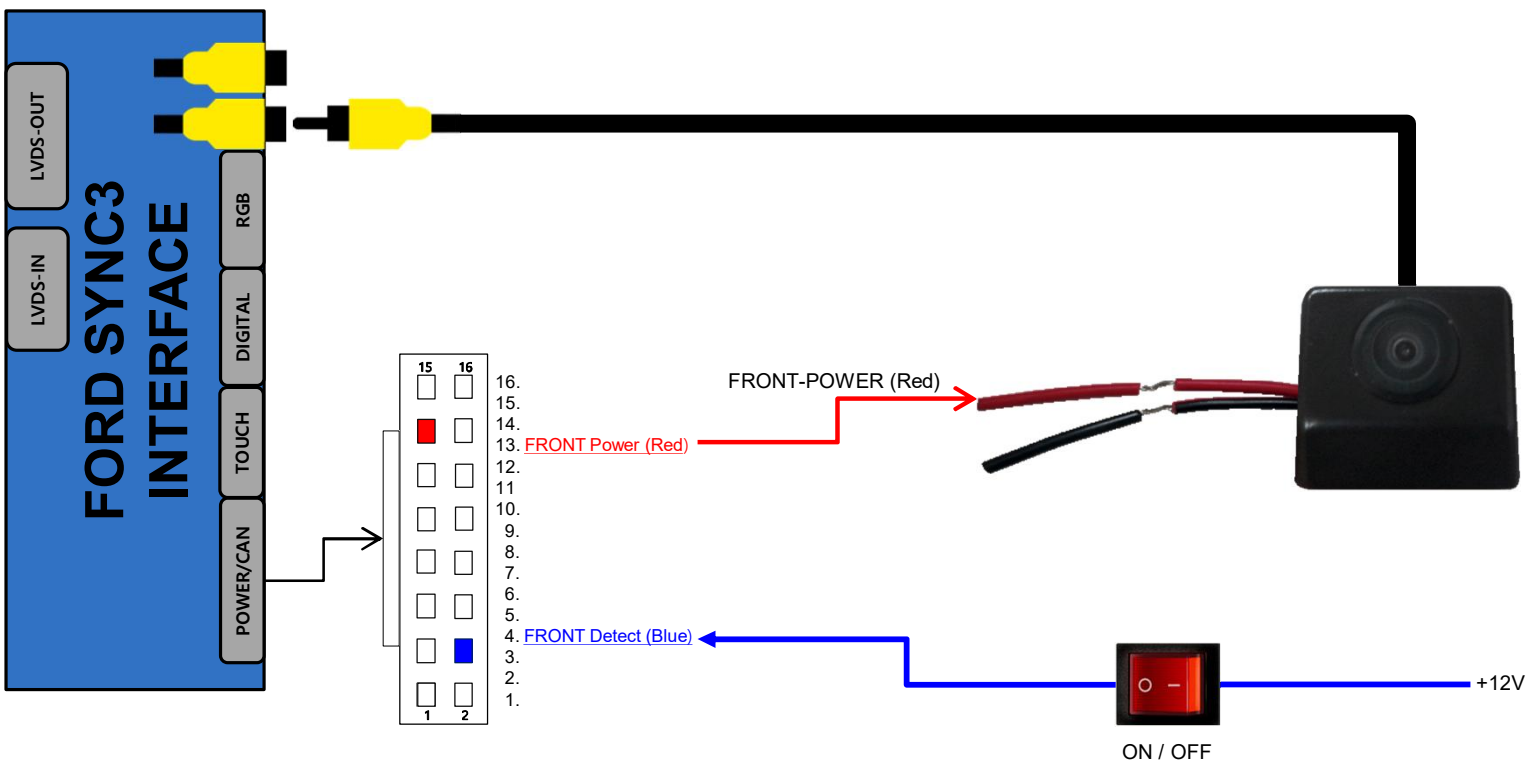 LVDS-OUT
LVDS-IN
FORD SYNC3
INTERFACE
RGB
DIGITAL
TOUCH
POWER/CAN
15 16
16.
15.
14.
13. FRONT Power (Red)
12.
11
10.
9.
8.
7.
6.
5.
4. FRONT Detect (Blue)
3.
2.
1.
1 2
FRONT-POWER (Red)
O –
+12V
ON / OFF